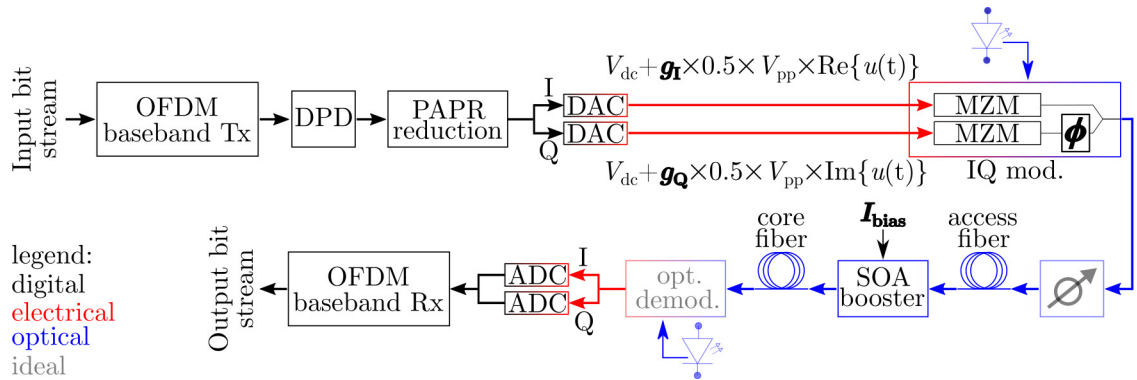 Input bit
stream
OFDM
baseband Tx
DPD
PAPR
reduction
I
Q
DAC
DAC
V_dc + g_I × 0.5 × V_pp × Re{u(t)}
V_dc + g_Q × 0.5 × V_pp × Im{u(t)}
MZM
MZM
ϕ
IQ mod.
access
fiber
I_bias
SOA
booster
core
fiber
opt.
demod.
I
Q
ADC
ADC
OFDM
baseband Rx
Output bit
stream
legend:
digital
electrical
optical
ideal